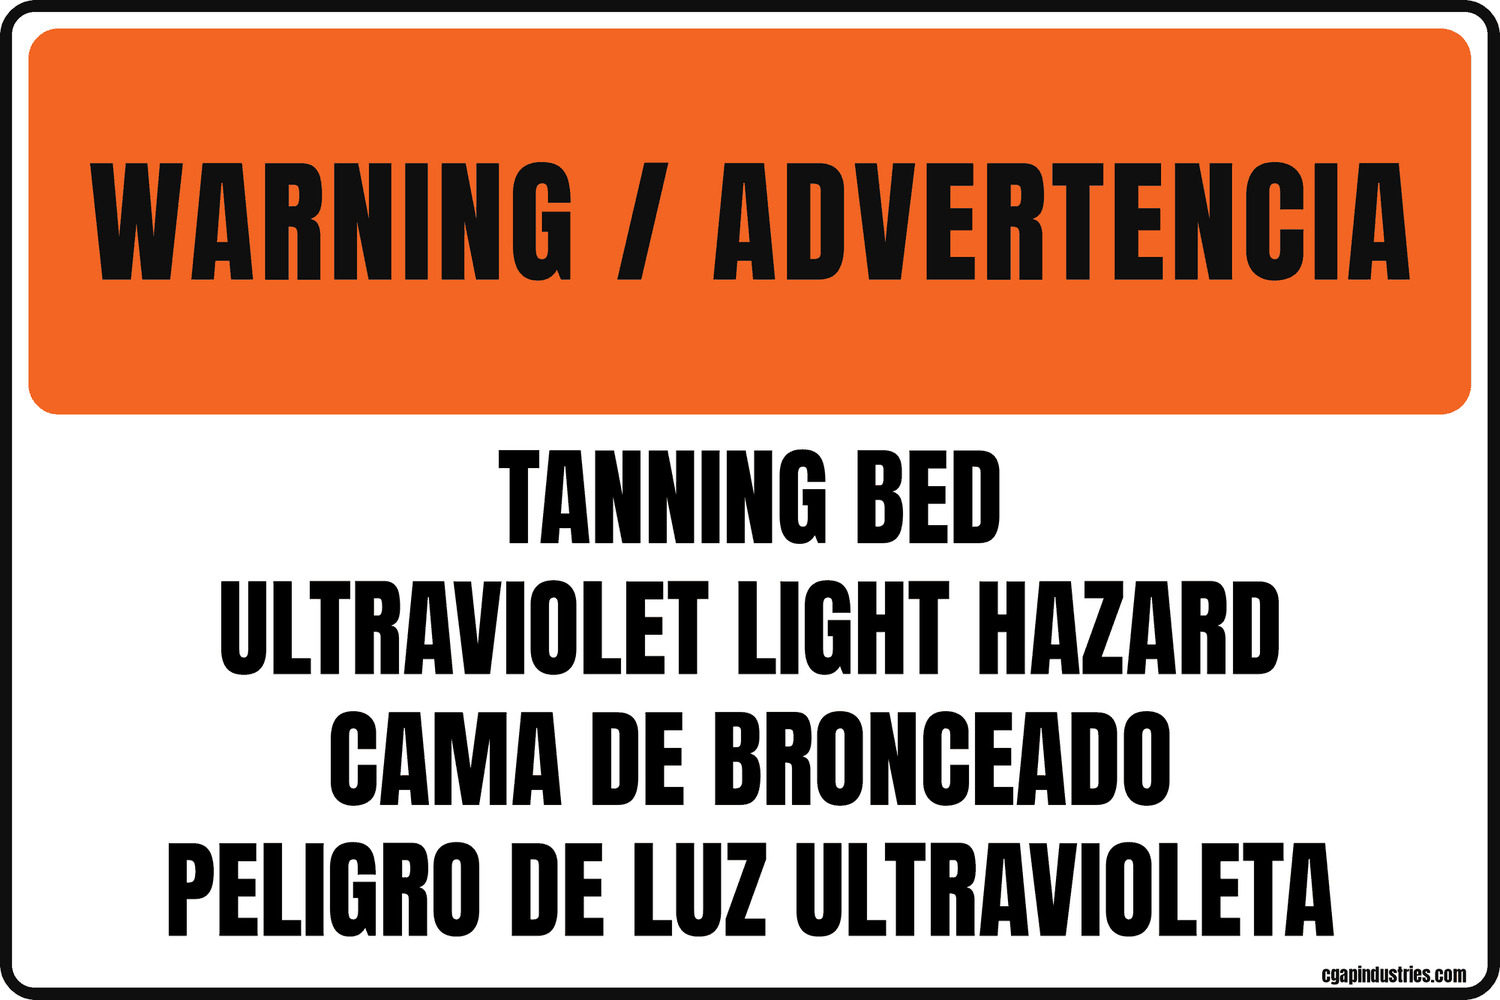 WARNING / ADVERTENCIA
TANNING BED
ULTRAVIOLET LIGHT HAZARD
CAMA DE BRONCEADO
PELIGRO DE LUZ ULTRAVIOLETA
cgapindustries.com